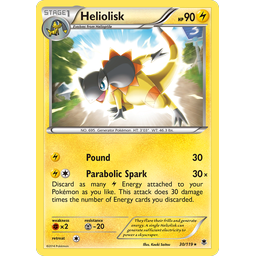 STAGE 1
Heliolisk
HP 90
Evolves from Helioptile
NO. 695 Generator Pokémon HT: 3'03" WT: 46.3 lbs.
Pound 30
Parabolic Spark 30×
Discard as many Energy attached to your
Pokémon as you like. This attack does 30 damage
times the number of Energy cards you discarded.
weakness
×2
resistance
-20
retreat
They flare their frills and generate
energy. A single Heliolisk can
generate sufficient electricity to
power a skyscraper.
Illus. Kouki Saitou
30/119
©2014 Pokémon